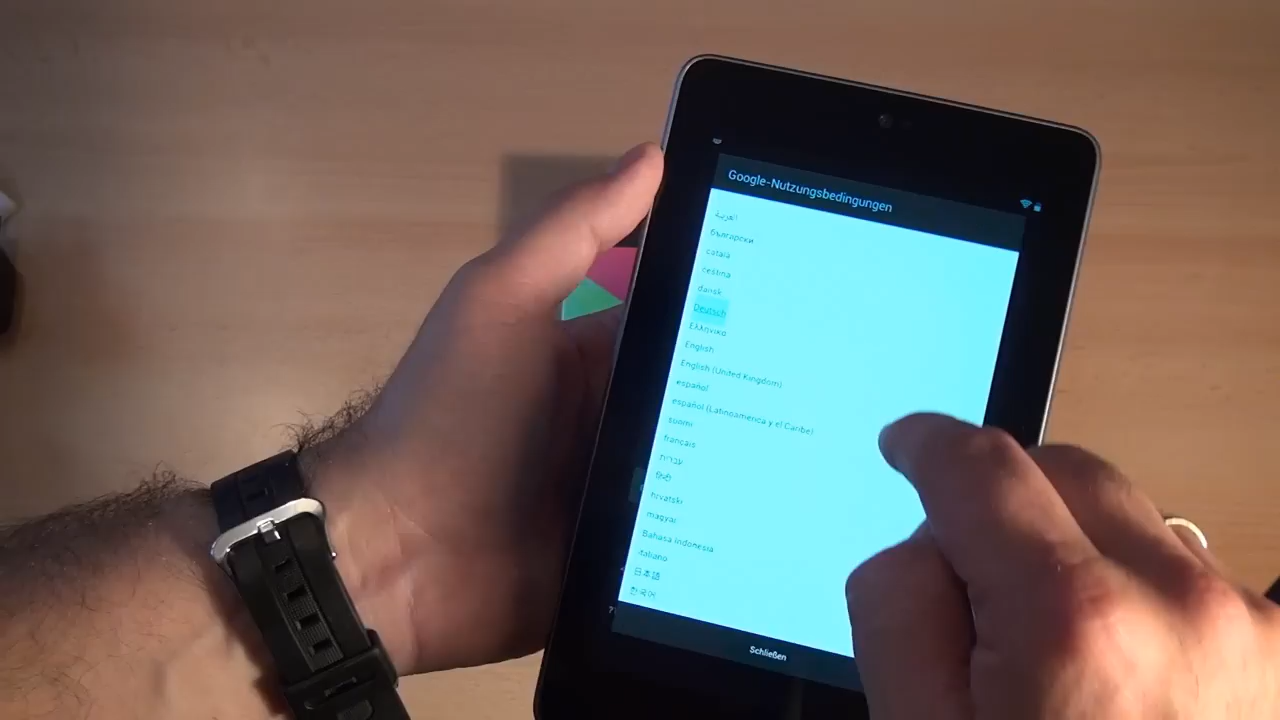 Google-Nutzungsbedingungen
العربية
български
català
čeština
dansk
Deutsch
Ελληνικά
English
English (United Kingdom)
español
español (Latinoamérica y el Caribe)
suomi
français
עברית
हिन्दी
hrvatski
magyar
Bahasa Indonesia
italiano
日本語
한국어
Schließen